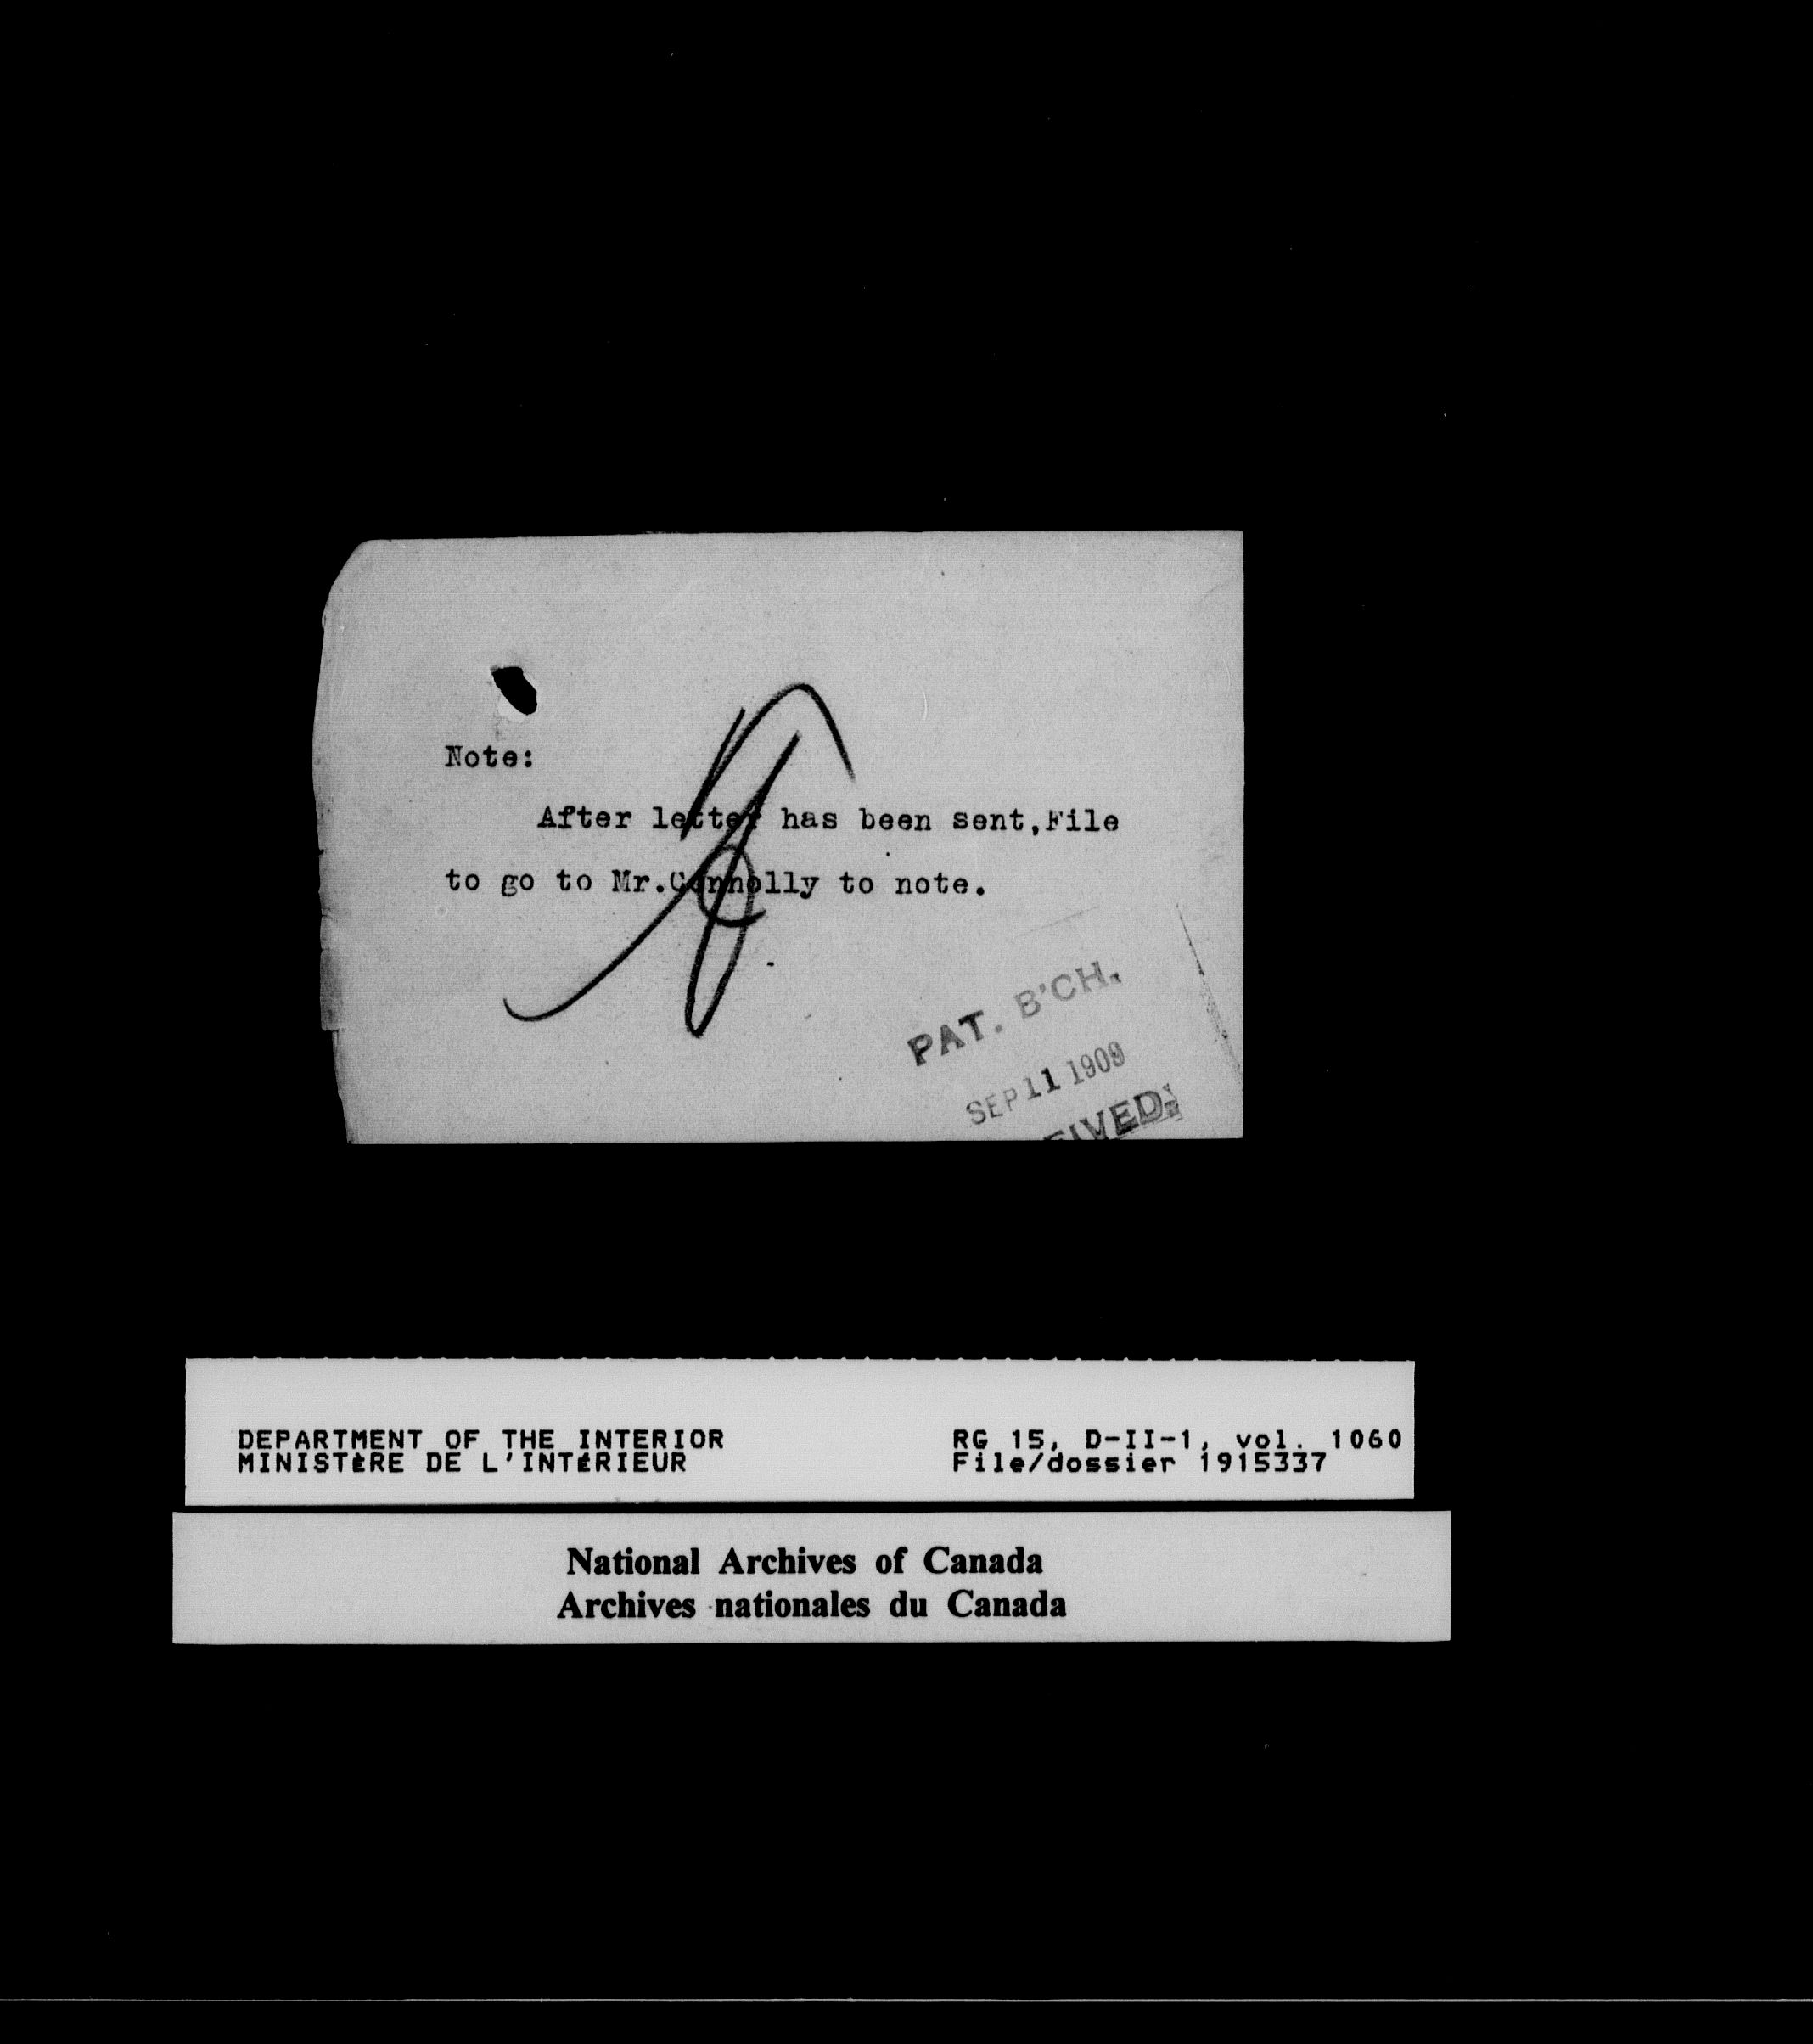 Note:
After letter has been sent,File
to go to Mr.Connolly to note.
PAT. B'CH.
SEP 11 1909
EIVED.
DEPARTMENT OF THE INTERIOR
MINISTÈRE DE L'INTÉRIEUR
RG 15, D-II-1, vol. 1060
File/dossier 1915337
National Archives of Canada
Archives nationales du Canada